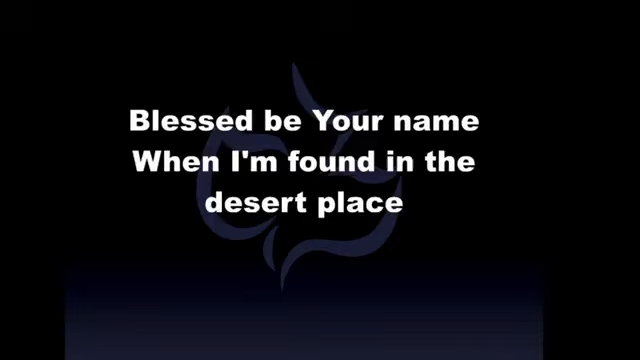 Blessed be Your name
When I'm found in the
desert place